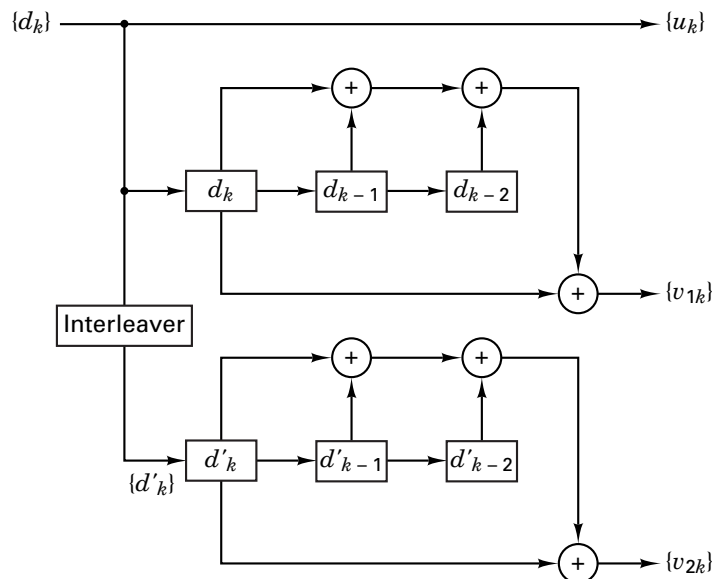 {d_k} {u_k}
+ +
d_k d_{k – 1} d_{k – 2}
+ {v_{1k}}
Interleaver
+ +
d'_k d'_{k – 1} d'_{k – 2}
{d'_k}
+ {v_{2k}}